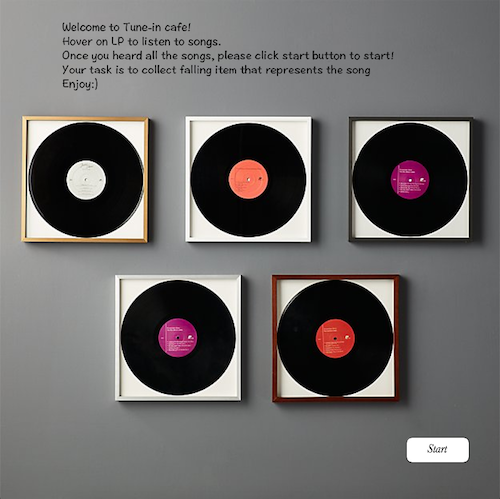 Welcome to Tune-in cafe!
Hover on LP to listen to songs.
Once you heard all the songs, please click start button to start!
Your task is to collect falling item that represents the song
Enjoy:)
Start